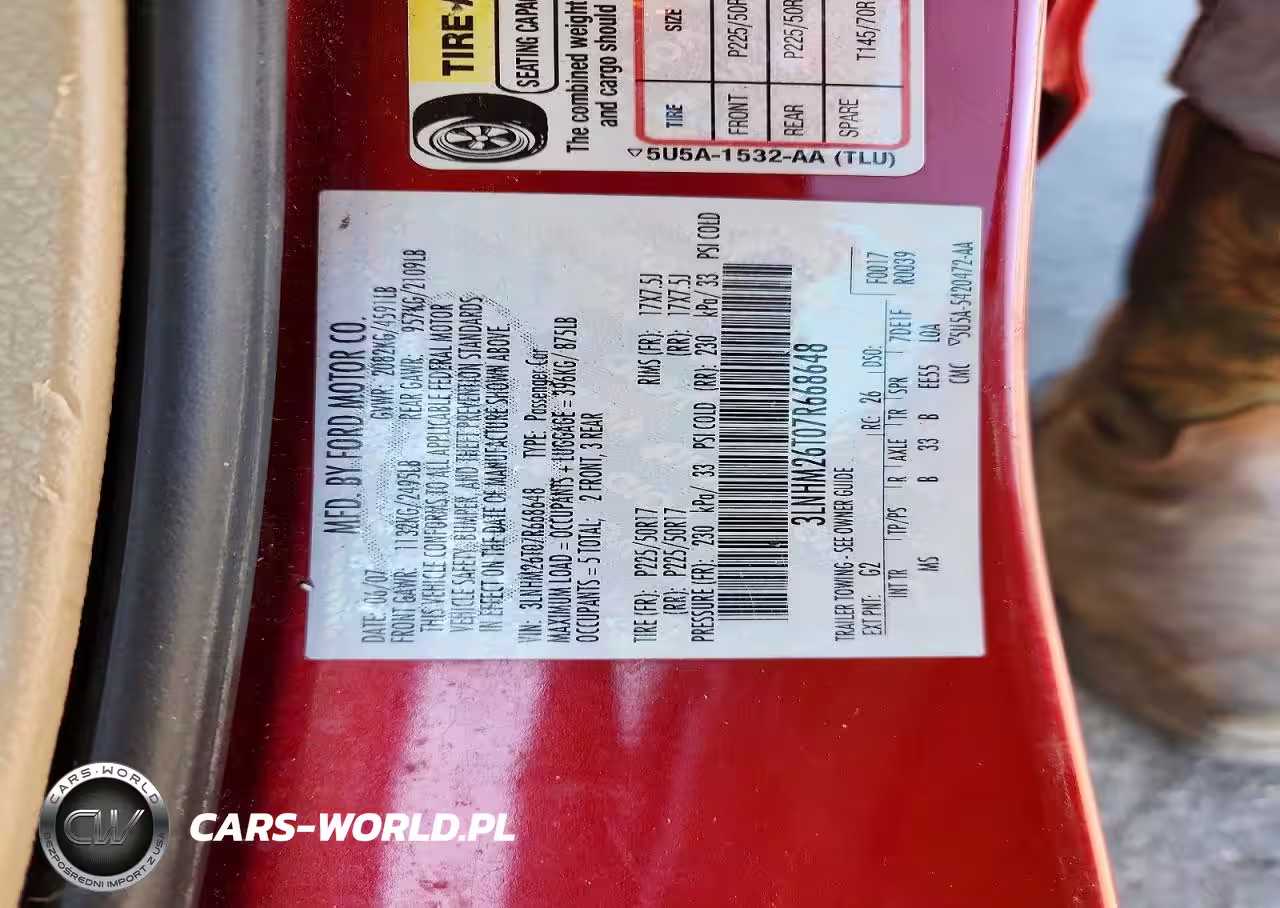 TIRE A
SEATING CAPA
The combined weight
and cargo should
TIRE SIZE
FRONT P225/50R
REAR P225/50R
SPARE T145/70R
5U5A-1532-AA (TLU)
MFD. BY FORD MOTOR CO.
DATE: 06/07 GVWR: 2082KG/4591LB
FRONT GAWR: 1132KG/2495LB REAR GAWR: 957KG/2109LB
THIS VEHICLE CONFORMS TO ALL APPLICABLE FEDERAL MOTOR
VEHICLE SAFETY, BUMPER, AND THEFT PREVENTION STANDARDS
IN EFFECT ON THE DATE OF MANUFACTURE SHOWN ABOVE.
VIN: 3LNHM26T07R668648 TYPE: Passenger Car
MAXIMUM LOAD = OCCUPANTS + LUGGAGE = 396KG/875LB
OCCUPANTS = 5 TOTAL; 2 FRONT, 3 REAR
TIRE (FR): P225/50R17 RIMS (FR): 17X7.5J
(RR): P225/50R17 (RR): 17X7.5J
PRESSURE (FR): 230 kPa/ 33 PSI COLD (RR): 230 kPa/ 33 PSI COLD
3LNHM26T07R668648
TRAILER TOWING - SEE OWNER GUIDE F0017
EXT PNT: G2 RC: 26 DSO: R0039
INT TR TP/PS R AXLE TR SPR 7DE1F
MS B 33 B EE55 L0A
CIMC 5U5A-5420472-AA
CARS-WORLD
CW
BEZPOŚREDNI IMPORT Z USA
CARS-WORLD.PL